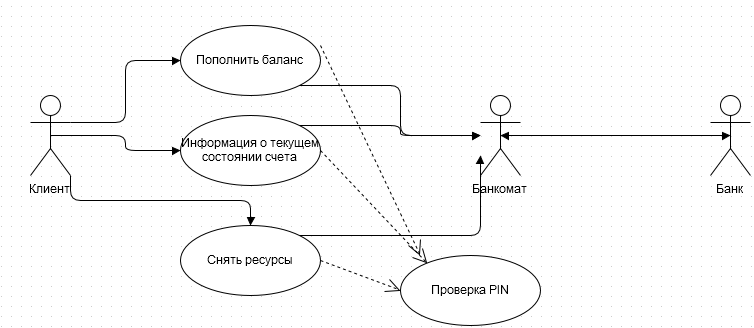 Пополнить баланс
Информация о текущем
состоянии счета
Клиент
Банкомат
Банк
Снять ресурсы
Проверка PIN